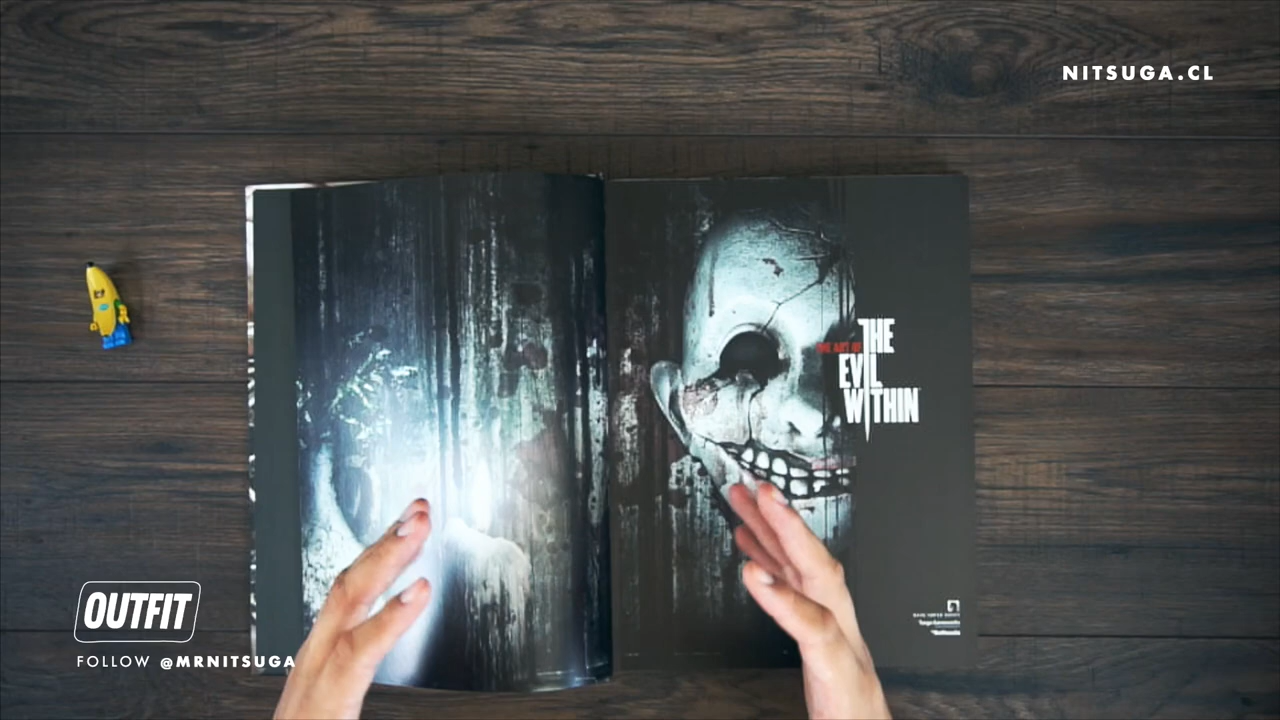 NITSUGA.CL
THE ART OF
THE
EVIL
WITHIN
OUTFIT
FOLLOW @MRNITSUGA